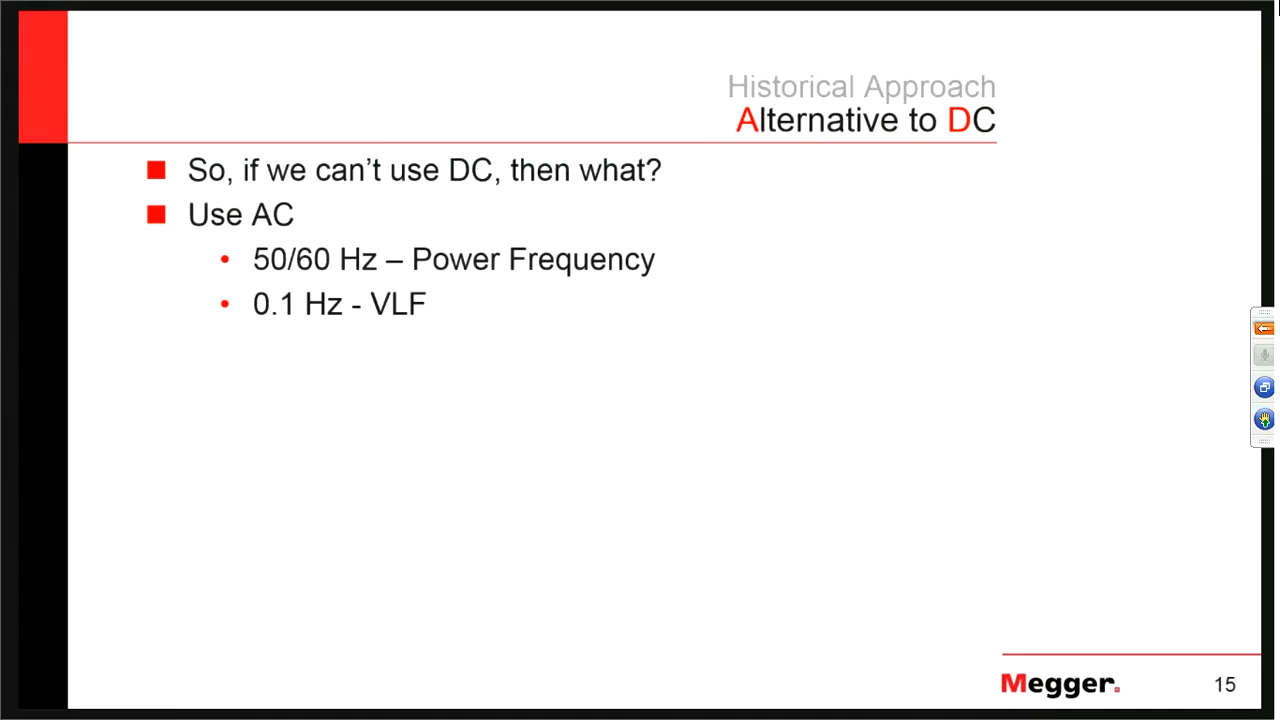 Historical Approach
Alternative to DC
So, if we can't use DC, then what?
Use AC
50/60 Hz – Power Frequency
0.1 Hz - VLF
Megger.
15